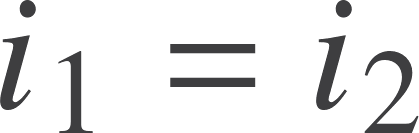 i₁ = i₂